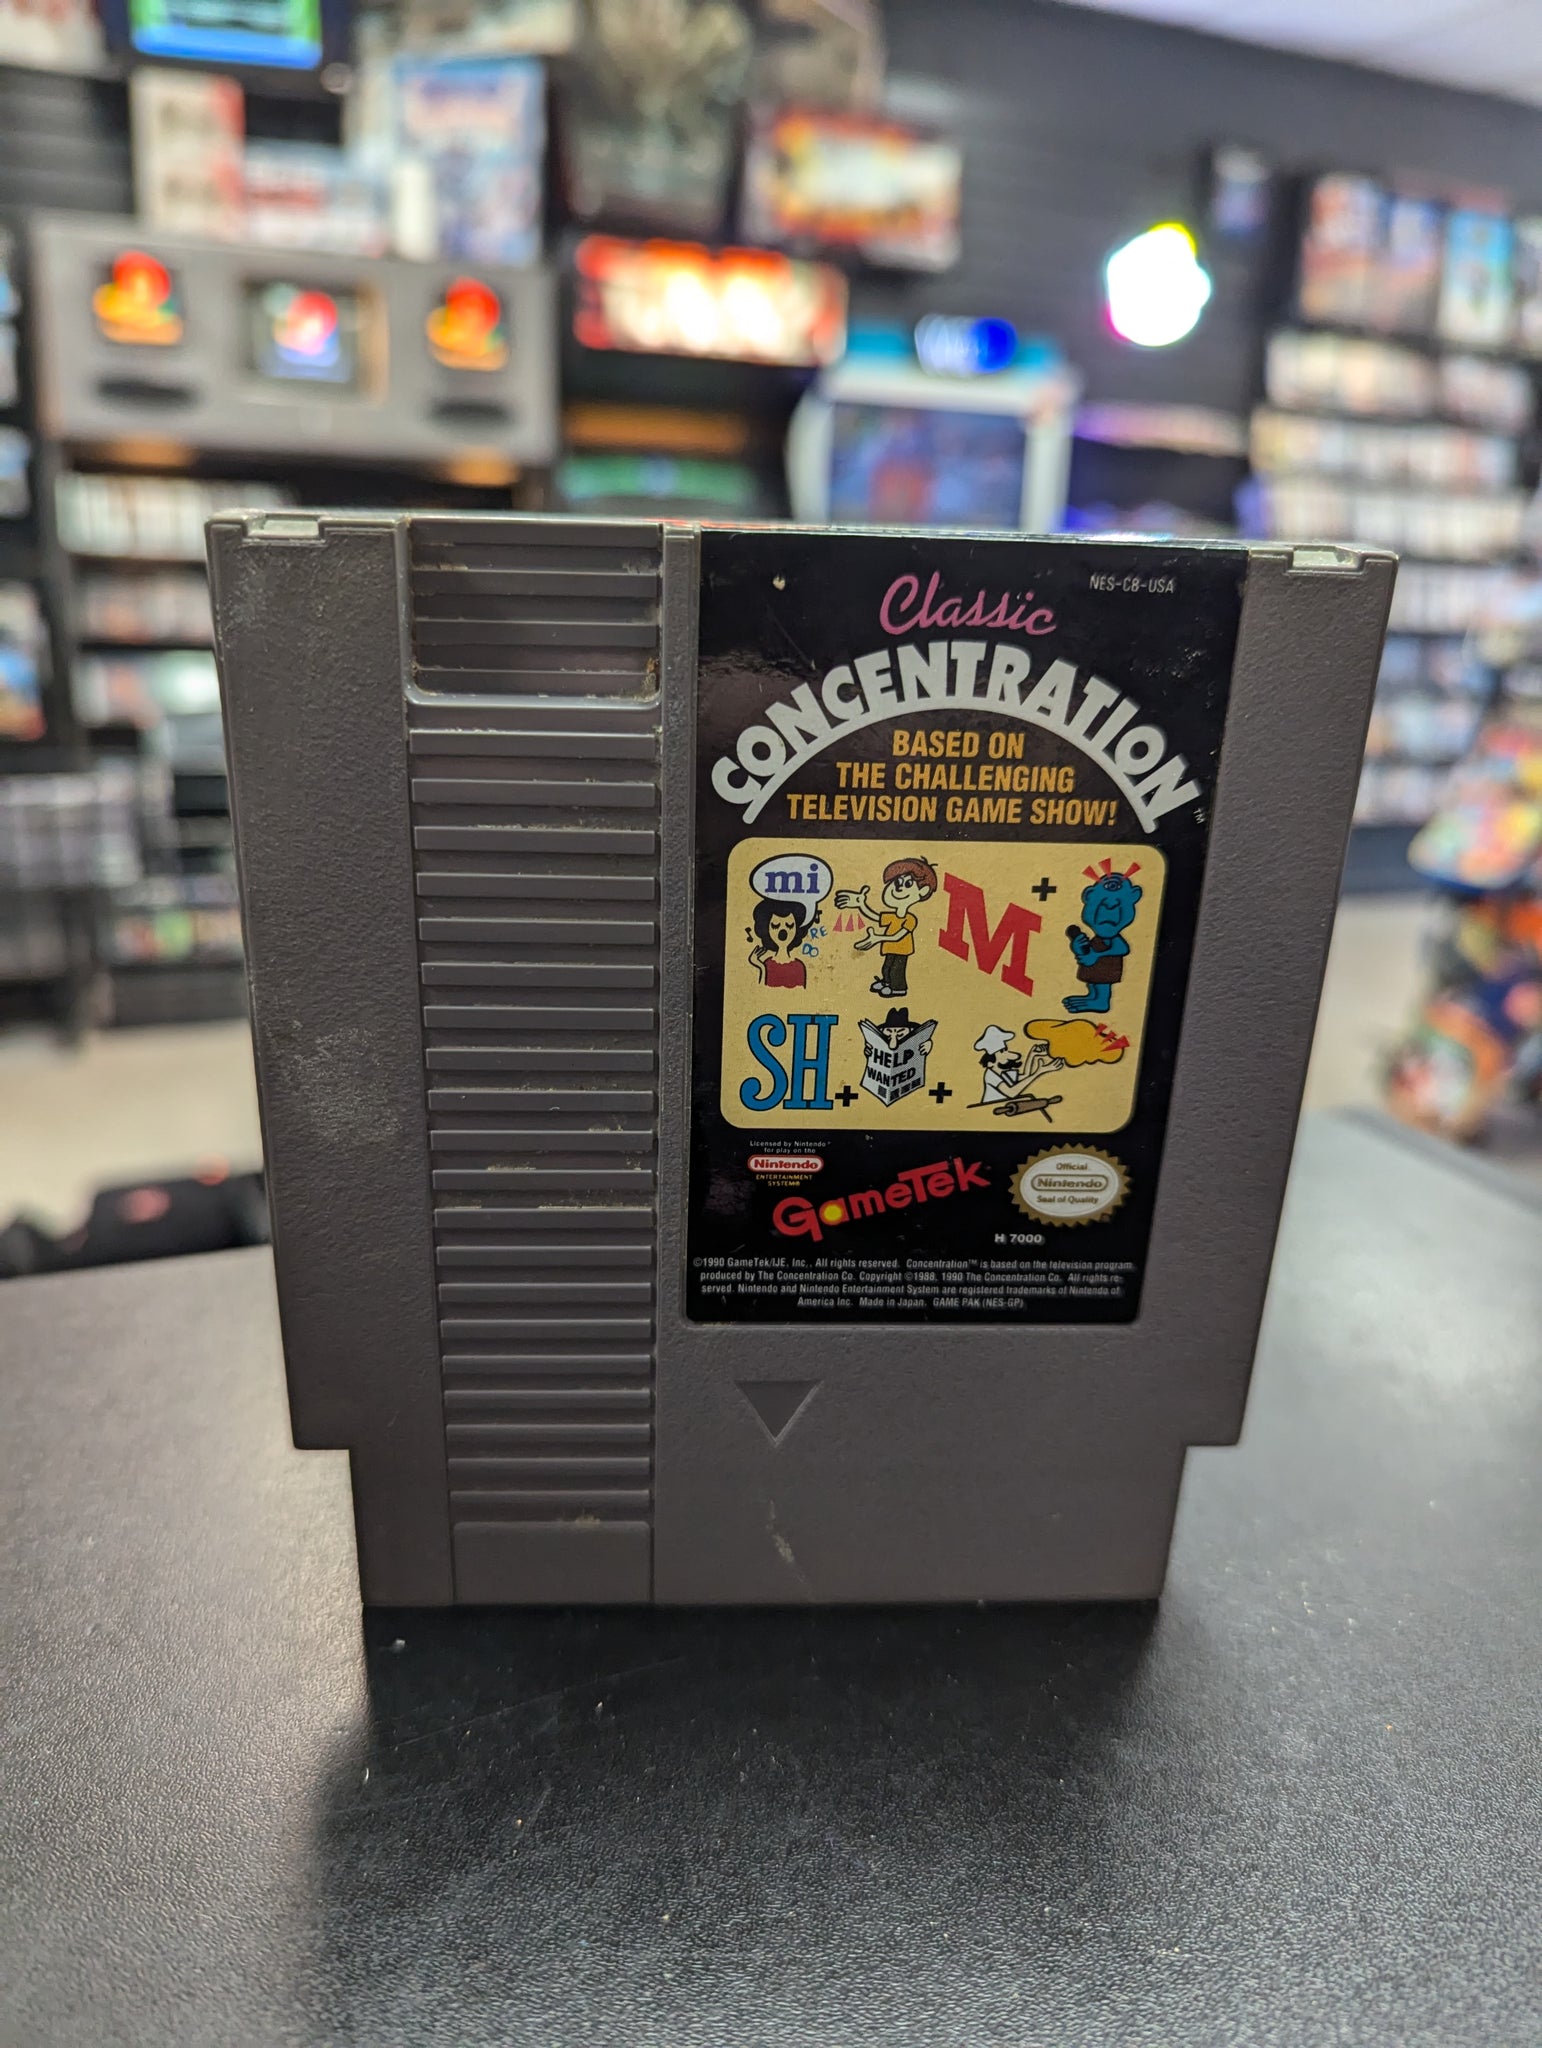 NES-CB-USA
Classic
CONCENTRATION™
BASED ON
THE CHALLENGING
TELEVISION GAME SHOW!
mi
RE
DO
M +
SH + HELP
WANTED +
Licensed by Nintendo®
for play on the
Nintendo
ENTERTAINMENT
SYSTEM®
GAMETEK
Official
Nintendo
Seal of Quality
H 7000
©1990 GameTek/IJE, Inc., All rights reserved. Concentration™ is based on the television program
produced by The Concentration Co. Copyright ©1988, 1990 The Concentration Co. All rights re-
served. Nintendo and Nintendo Entertainment System are registered trademarks of Nintendo of
America Inc. Made in Japan. GAME PAK (NES-GP)